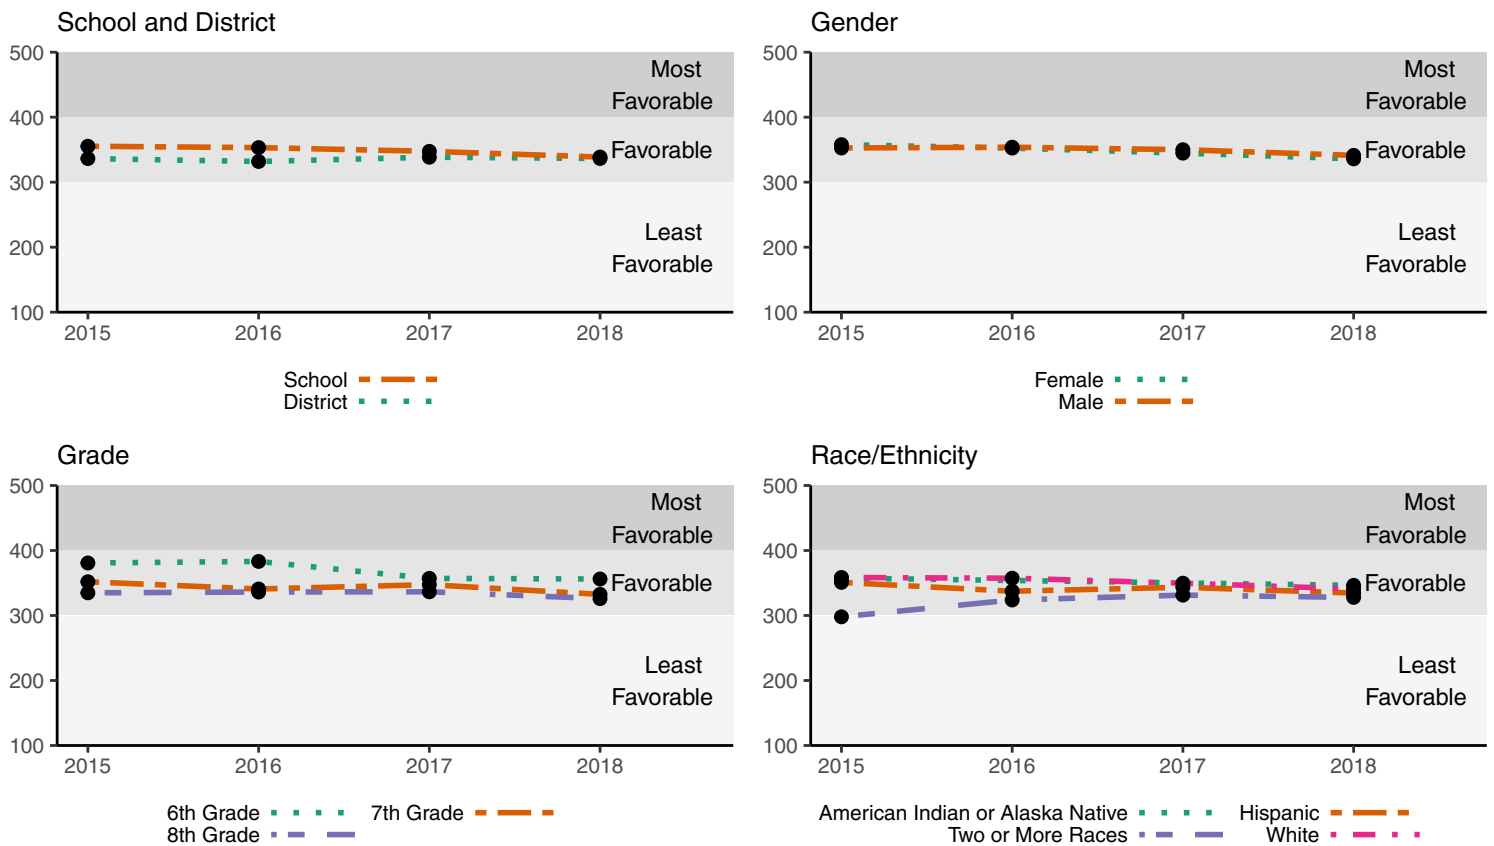 School and District
500
400
300
200
100
Most
Favorable
Favorable
Least
Favorable
2015 2016 2017 2018
School
District
Gender
500
400
300
200
100
Most
Favorable
Favorable
Least
Favorable
2015 2016 2017 2018
Female
Male
Grade
500
400
300
200
100
Most
Favorable
Favorable
Least
Favorable
2015 2016 2017 2018
6th Grade 7th Grade
8th Grade
Race/Ethnicity
500
400
300
200
100
Most
Favorable
Favorable
Least
Favorable
2015 2016 2017 2018
American Indian or Alaska Native Hispanic
Two or More Races White